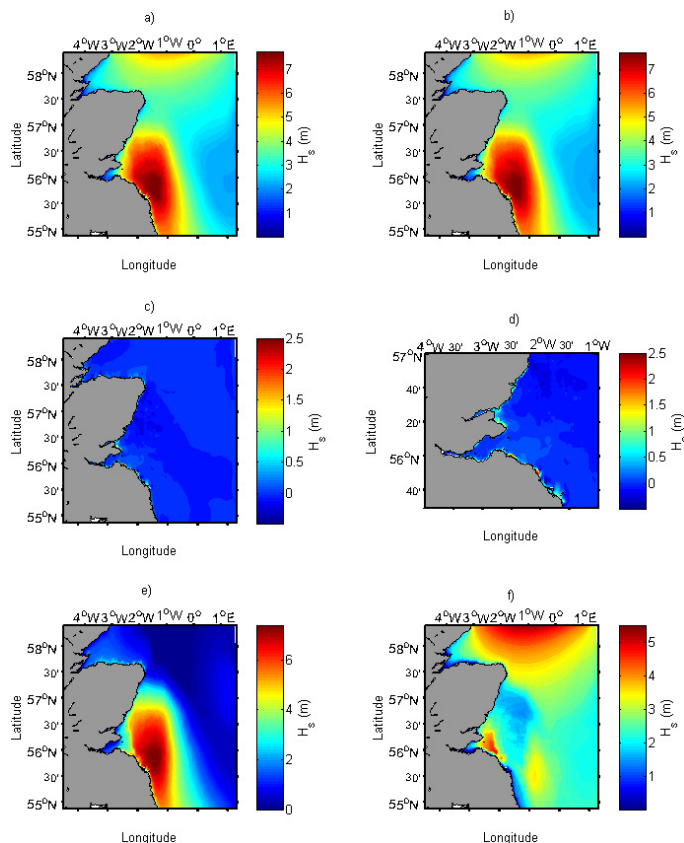 a)
4°W 3°W 2°W 1°W 0° 1°E
58°N
30'
57°N
30'
56°N
30'
55°N
Latitude
Longitude
7
6
5
4
3
2
1
H_s (m)
b)
4°W 3°W 2°W 1°W 0° 1°E
58°N
30'
57°N
30'
56°N
30'
55°N
Latitude
Longitude
7
6
5
4
3
2
1
H_s (m)
c)
4°W 3°W 2°W 1°W 0° 1°E
58°N
30'
57°N
30'
56°N
30'
55°N
Latitude
Longitude
2.5
2
1.5
1
0.5
0
H_s (m)
d)
4°W 30' 3°W 30' 2°W 30' 1°W
57°N
40'
20'
56°N
40'
Latitude
Longitude
2.5
2
1.5
1
0.5
0
H_s (m)
e)
4°W 3°W 2°W 1°W 0° 1°E
58°N
30'
57°N
30'
56°N
30'
55°N
Latitude
Longitude
6
4
2
0
H_s (m)
f)
4°W 3°W 2°W 1°W 0° 1°E
58°N
30'
57°N
30'
56°N
30'
55°N
Latitude
Longitude
5
4
3
2
1
H_s (m)